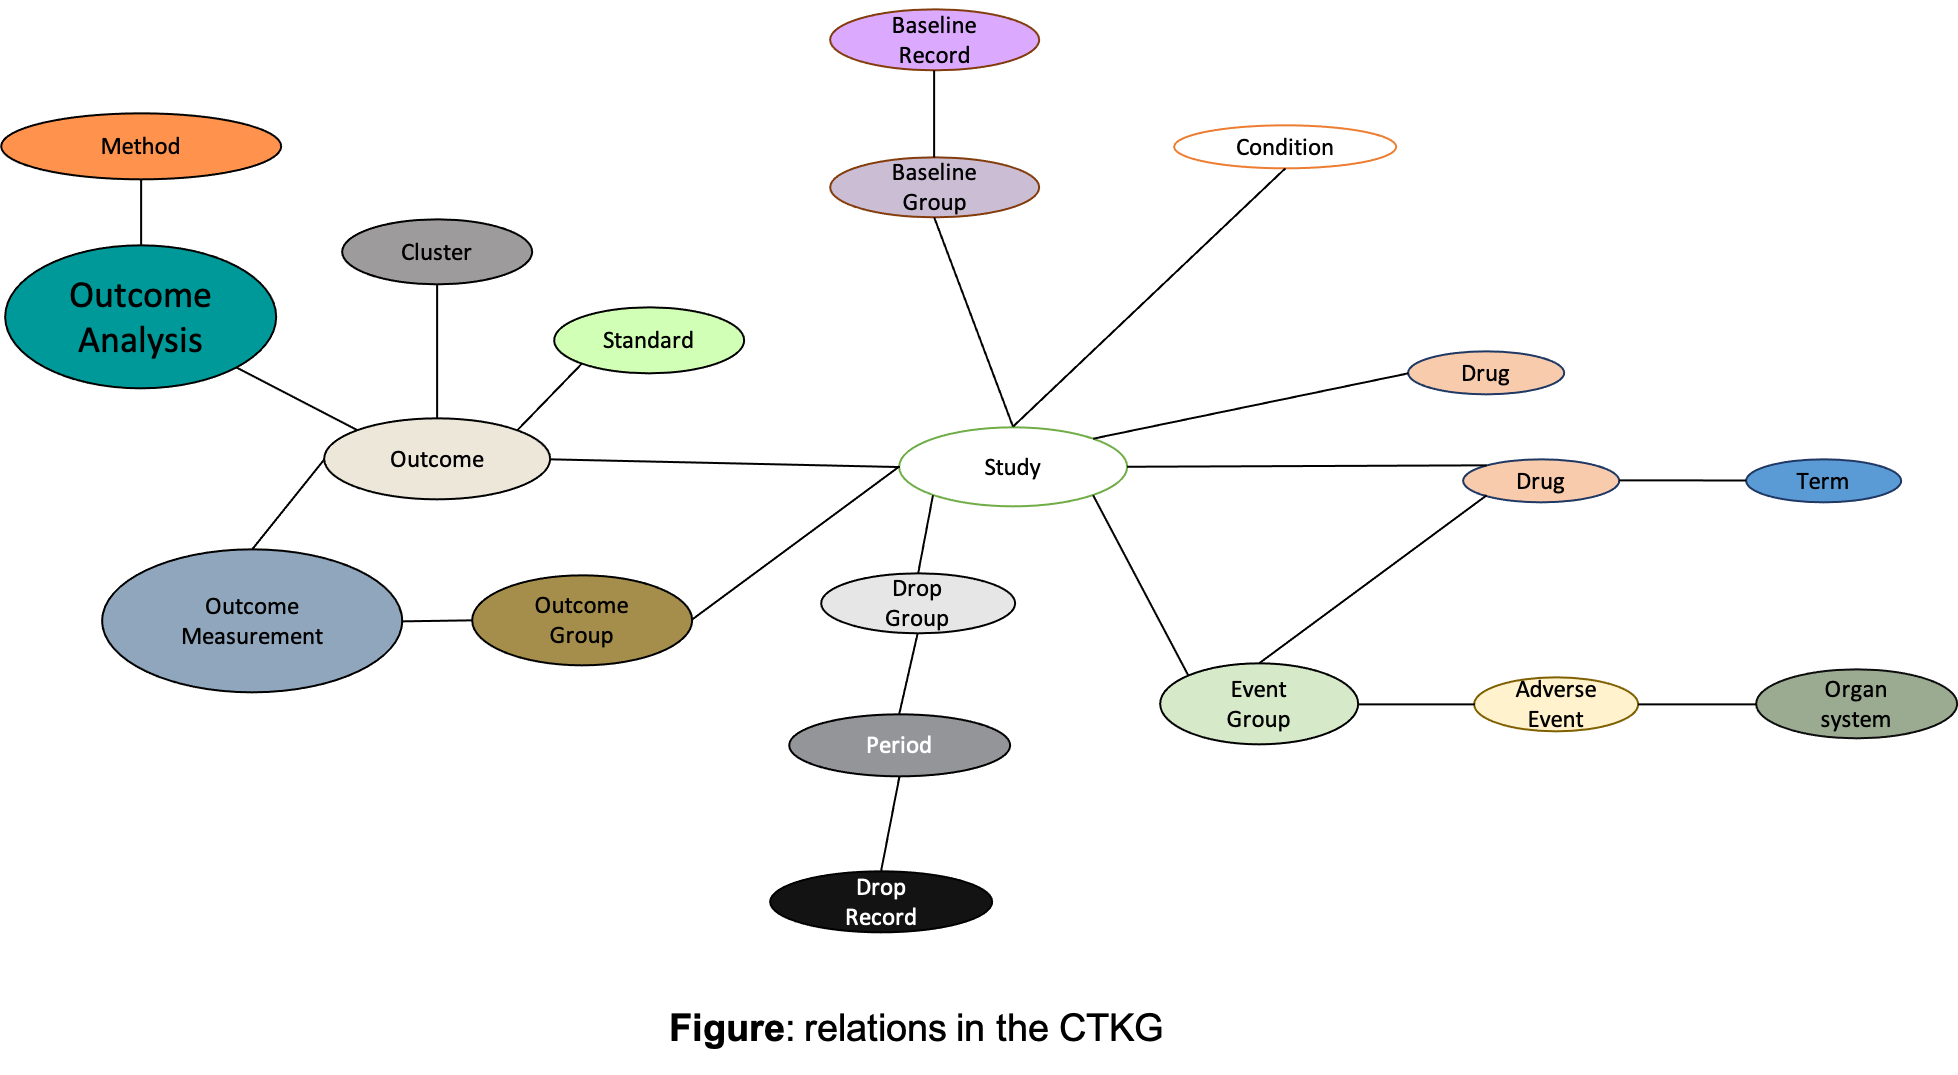 Baseline
Record
Method
Baseline
Group
Condition
Cluster
Outcome
Analysis
Standard
Drug
Outcome
Study
Drug
Term
Outcome
Measurement
Outcome
Group
Drop
Group
Event
Group
Adverse
Event
Organ
system
Period
Drop
Record
Figure: relations in the CTKG